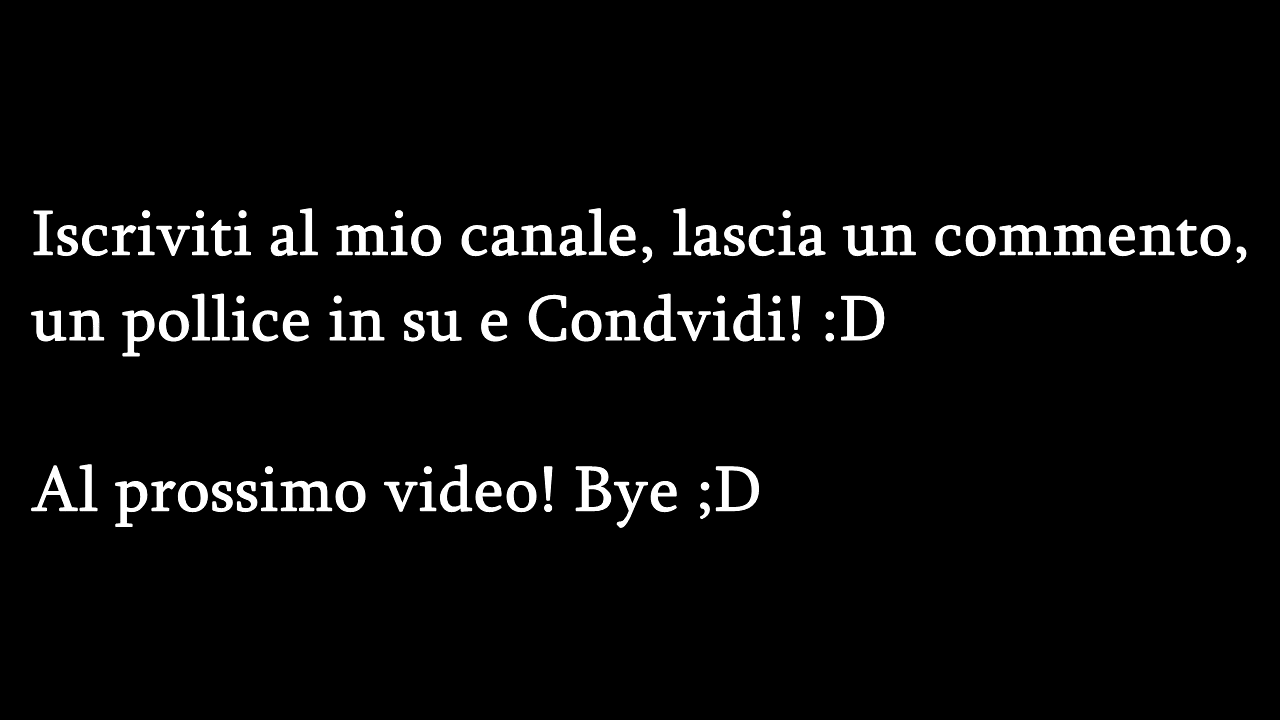 Iscriviti al mio canale, lascia un commento,
un pollice in su e Condvidi! :D
Al prossimo video! Bye ;D